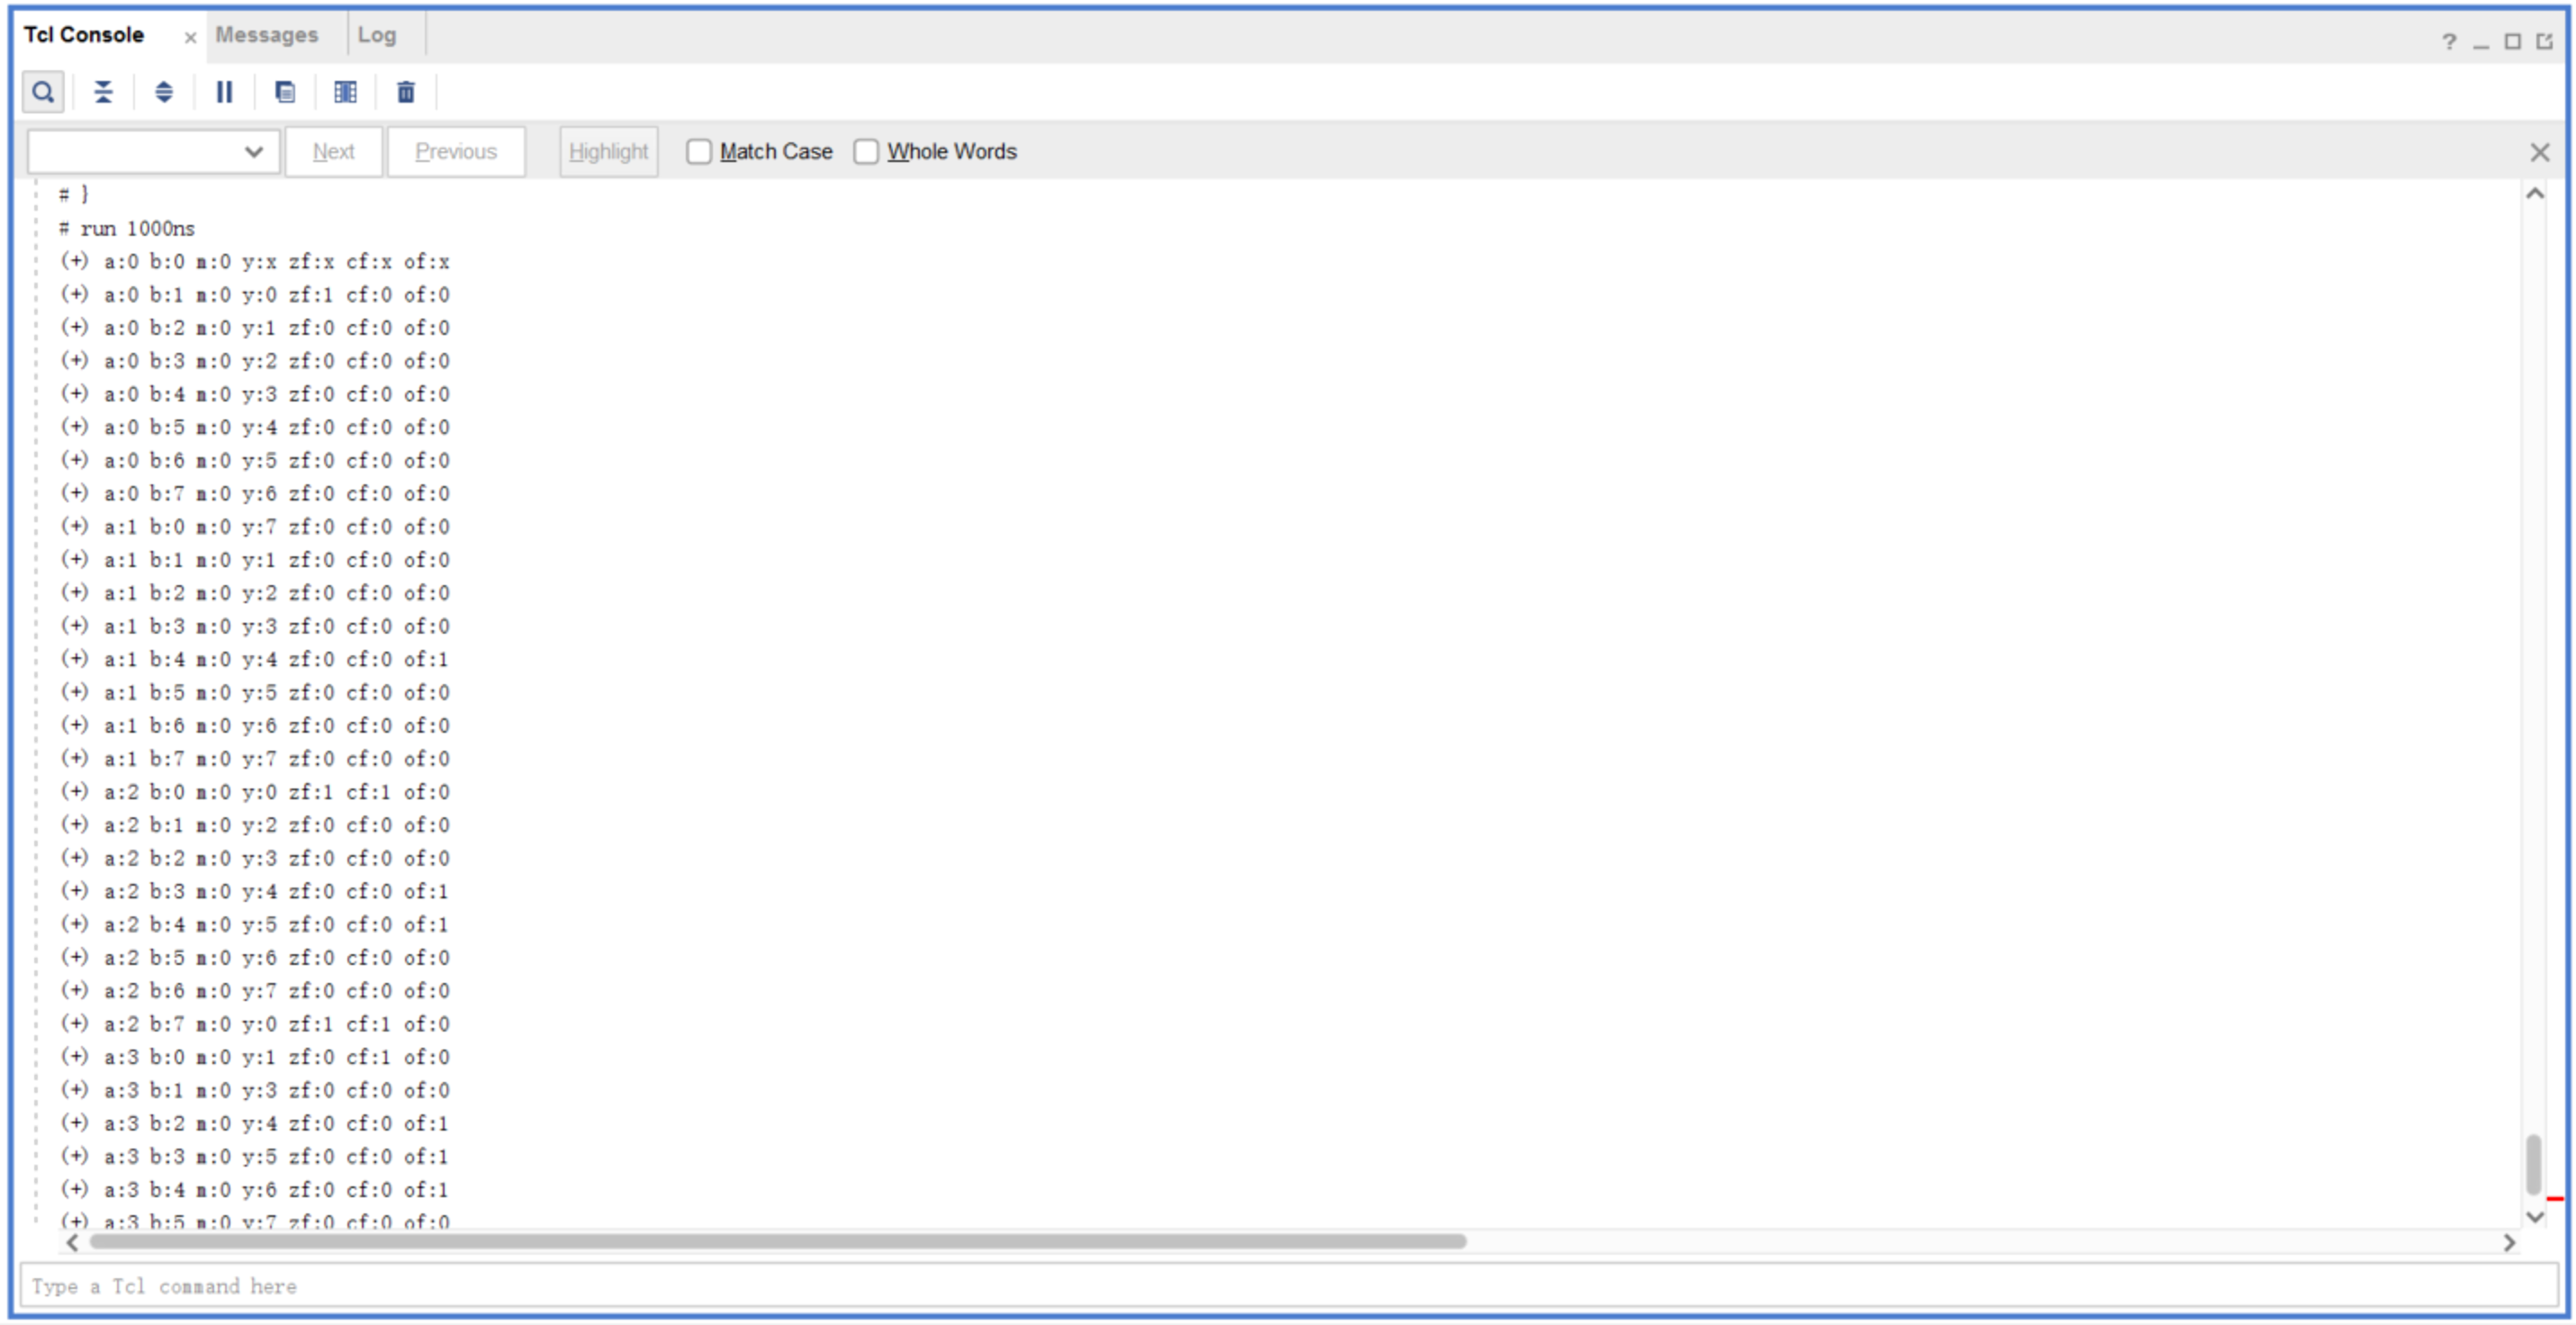 Tcl Console × Messages Log
? _
Next Previous Highlight Match Case Whole Words
# }
# run 1000ns
(+) a:0 b:0 m:0 y:x zf:x cf:x of:x
(+) a:0 b:1 m:0 y:0 zf:1 cf:0 of:0
(+) a:0 b:2 m:0 y:1 zf:0 cf:0 of:0
(+) a:0 b:3 m:0 y:2 zf:0 cf:0 of:0
(+) a:0 b:4 m:0 y:3 zf:0 cf:0 of:0
(+) a:0 b:5 m:0 y:4 zf:0 cf:0 of:0
(+) a:0 b:6 m:0 y:5 zf:0 cf:0 of:0
(+) a:0 b:7 m:0 y:6 zf:0 cf:0 of:0
(+) a:1 b:0 m:0 y:7 zf:0 cf:0 of:0
(+) a:1 b:1 m:0 y:1 zf:0 cf:0 of:0
(+) a:1 b:2 m:0 y:2 zf:0 cf:0 of:0
(+) a:1 b:3 m:0 y:3 zf:0 cf:0 of:0
(+) a:1 b:4 m:0 y:4 zf:0 cf:0 of:1
(+) a:1 b:5 m:0 y:5 zf:0 cf:0 of:0
(+) a:1 b:6 m:0 y:6 zf:0 cf:0 of:0
(+) a:1 b:7 m:0 y:7 zf:0 cf:0 of:0
(+) a:2 b:0 m:0 y:0 zf:1 cf:1 of:0
(+) a:2 b:1 m:0 y:2 zf:0 cf:0 of:0
(+) a:2 b:2 m:0 y:3 zf:0 cf:0 of:0
(+) a:2 b:3 m:0 y:4 zf:0 cf:0 of:1
(+) a:2 b:4 m:0 y:5 zf:0 cf:0 of:1
(+) a:2 b:5 m:0 y:6 zf:0 cf:0 of:0
(+) a:2 b:6 m:0 y:7 zf:0 cf:0 of:0
(+) a:2 b:7 m:0 y:0 zf:1 cf:1 of:0
(+) a:3 b:0 m:0 y:1 zf:0 cf:1 of:0
(+) a:3 b:1 m:0 y:3 zf:0 cf:0 of:0
(+) a:3 b:2 m:0 y:4 zf:0 cf:0 of:1
(+) a:3 b:3 m:0 y:5 zf:0 cf:0 of:1
(+) a:3 b:4 m:0 y:6 zf:0 cf:0 of:1
(+) a:3 b:5 m:0 y:7 zf:0 cf:0 of:0
Type a Tcl command here